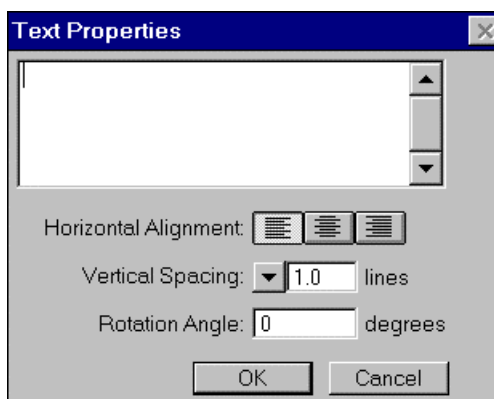 Text Properties
Horizontal Alignment:
Vertical Spacing: 1.0 lines
Rotation Angle: 0 degrees
OK Cancel